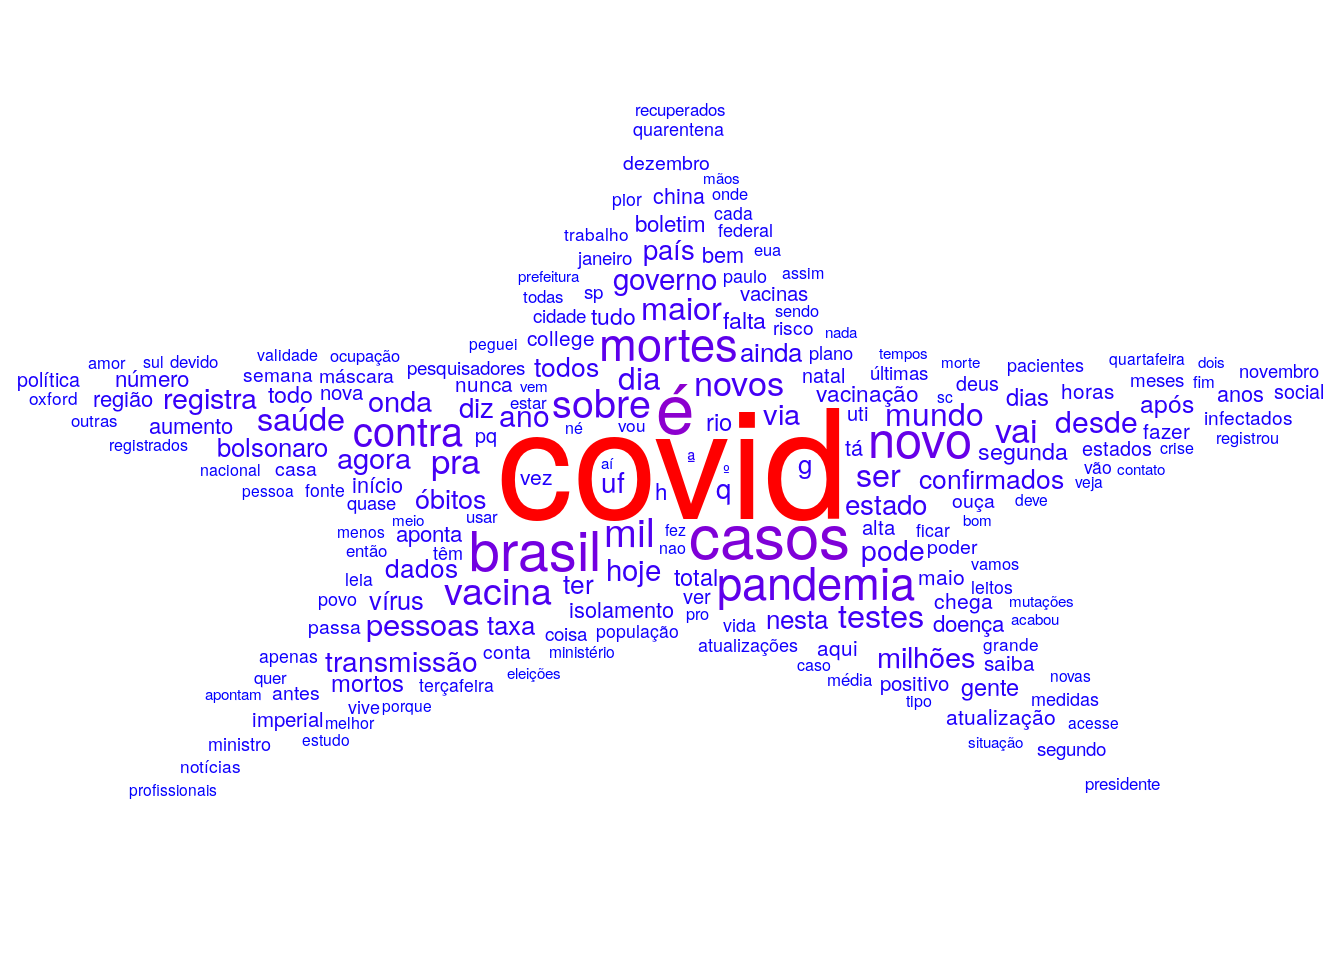 recuperados
quarentena
dezembro
mãos
pior china onde
cada
boletim
trabalho federal
país bem eua
janeiro
prefeitura governo paulo assim
todas sp vacinas
maior
cidade tudo falta sendo
risco nada
peguel college mortes ainda plano tempos
validade ocupação quartafeira
amor sul devido pesquisadores todos morte pacientes dois
política número semana máscara dia novos natal últimas meses fim novembro
nunca vem deus
oxford região registra todo nova onda diz estar sobre é vacinação sc dias horas após anos social
outras aumento saúde ano né vou rio via uti mundo desde infectados
contra pq novo vai fazer registrou
registrados bolsonaro tá segunda estados crise
nacional casa agora pra covid ª vão contato
aí º g
pessoa fonte início vez uf h q ser confirmados veja
quase óbitos estado ouça deve
meio usar mil fez alta ficar bom
menos aponta brasil casos
então têm nao pode poder
dados hoje total vamos
leia vacina ter pandemia maio leitos
povo vírus ver chega mutações
isolamento pro testes acabou
passa pessoas taxa coisa população vida nesta doença
apenas transmissão conta ministério atualizações aqui milhões grande
quer eleições caso saiba
apontam antes mortos terçafeira média positivo gente novas
vive porque tipo medidas
imperial melhor atualização acesse
ministro estudo situação segundo
notícias
profissionais presidente